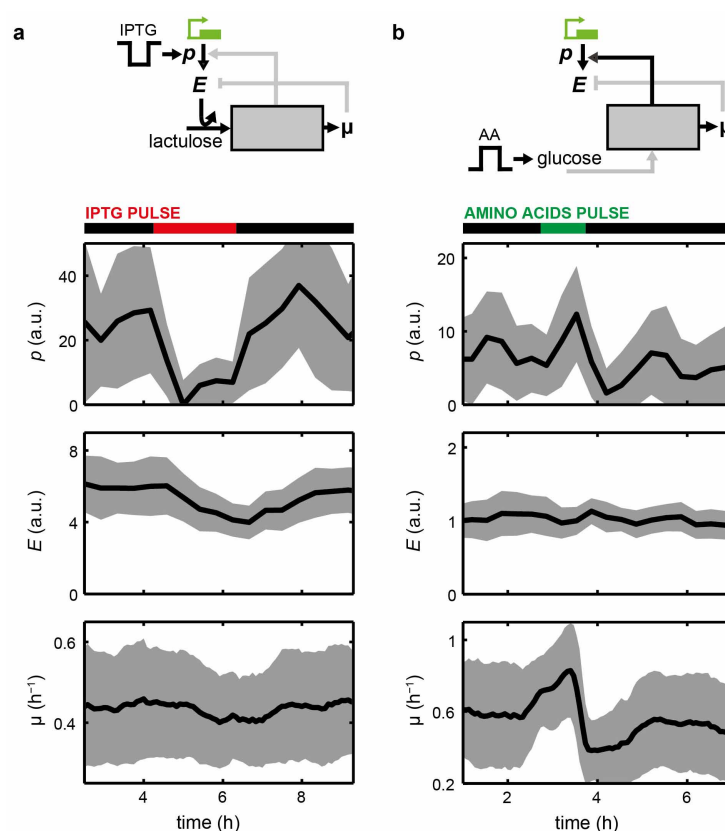 a
IPTG
p
E
lactulose
μ
IPTG PULSE
40
20
0
p (a.u.)
8
4
0
E (a.u.)
0.6
0.4
μ (h⁻¹)
4 6 8
time (h)
b
p
E
μ
AA
glucose
AMINO ACIDS PULSE
20
10
0
p (a.u.)
2
1
0
E (a.u.)
1
0.6
0.2
μ (h⁻¹)
2 4 6
time (h)